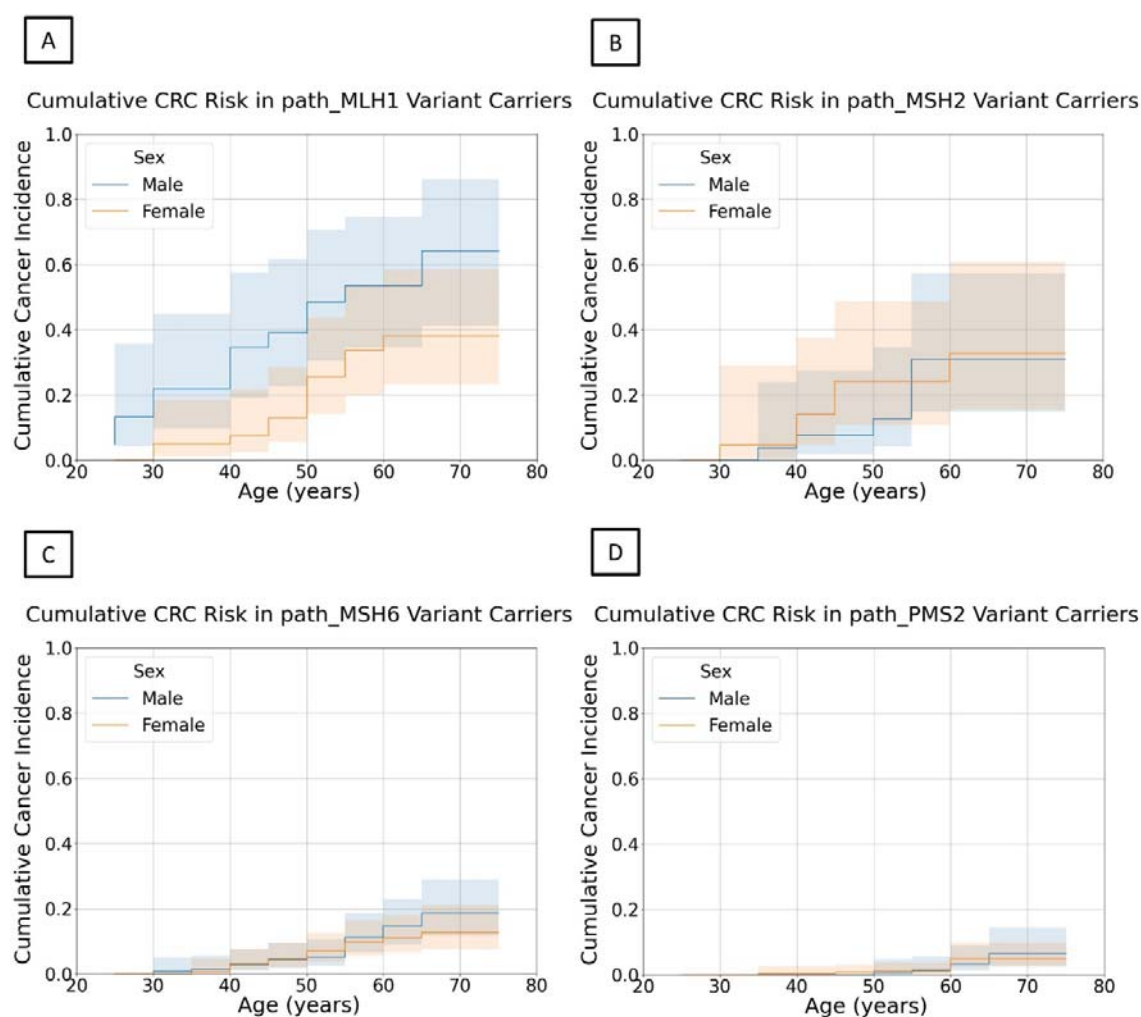 A
Cumulative CRC Risk in path_MLH1 Variant Carriers
Cumulative Cancer Incidence
1.0
0.8
0.6
0.4
0.2
0.0
Sex
Male
Female
20 30 40 50 60 70 80
Age (years)
B
Cumulative CRC Risk in path_MSH2 Variant Carriers
Cumulative Cancer Incidence
1.0
0.8
0.6
0.4
0.2
0.0
Sex
Male
Female
20 30 40 50 60 70 80
Age (years)
C
Cumulative CRC Risk in path_MSH6 Variant Carriers
Cumulative Cancer Incidence
1.0
0.8
0.6
0.4
0.2
0.0
Sex
Male
Female
20 30 40 50 60 70 80
Age (years)
D
Cumulative CRC Risk in path_PMS2 Variant Carriers
Cumulative Cancer Incidence
1.0
0.8
0.6
0.4
0.2
0.0
Sex
Male
Female
20 30 40 50 60 70 80
Age (years)